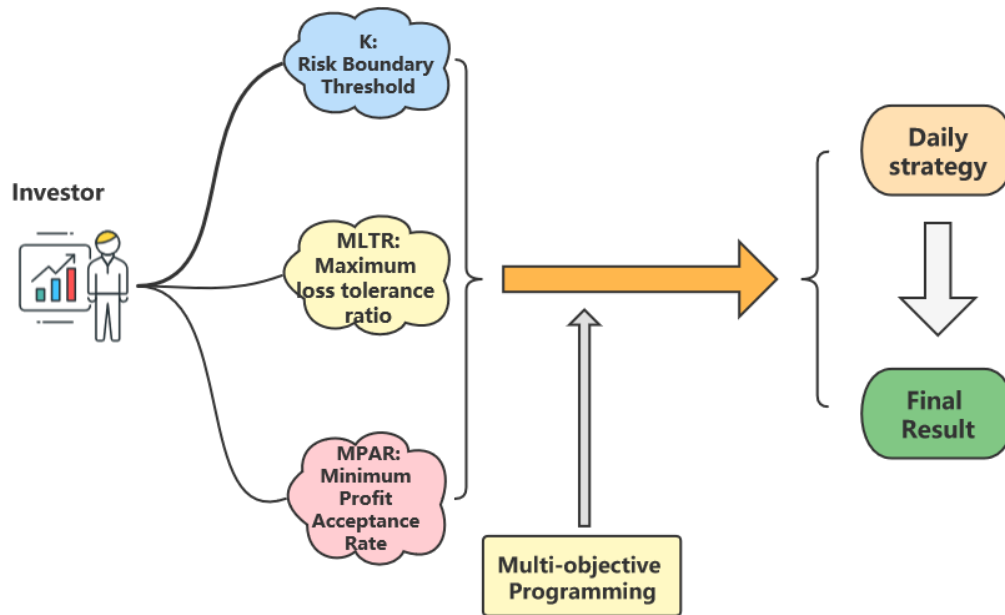 Investor
K:
Risk Boundary
Threshold
MLTR:
Maximum
loss tolerance
ratio
MPAR:
Minimum
Profit
Acceptance
Rate
Multi-objective
Programming
Daily
strategy
Final
Result